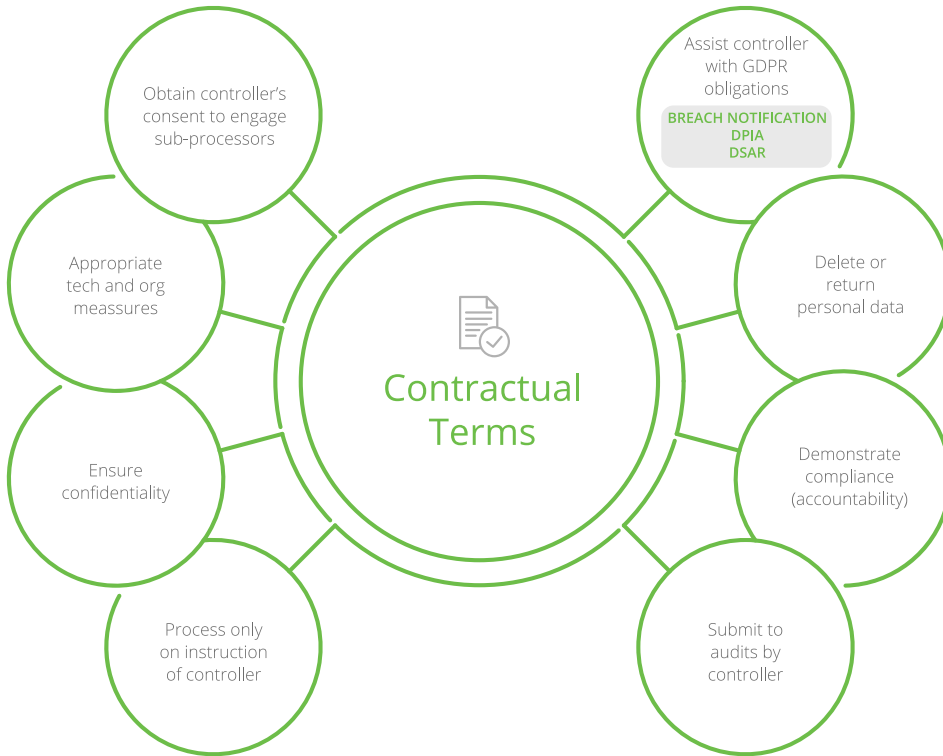 Obtain controller's
consent to engage
sub-processors
Appropriate
tech and org
meassures
Ensure
confidentiality
Process only
on instruction
of controller
Contractual
Terms
Assist controller
with GDPR
obligations
BREACH NOTIFICATION
DPIA
DSAR
Delete or
return
personal data
Demonstrate
compliance
(accountability)
Submit to
audits by
controller